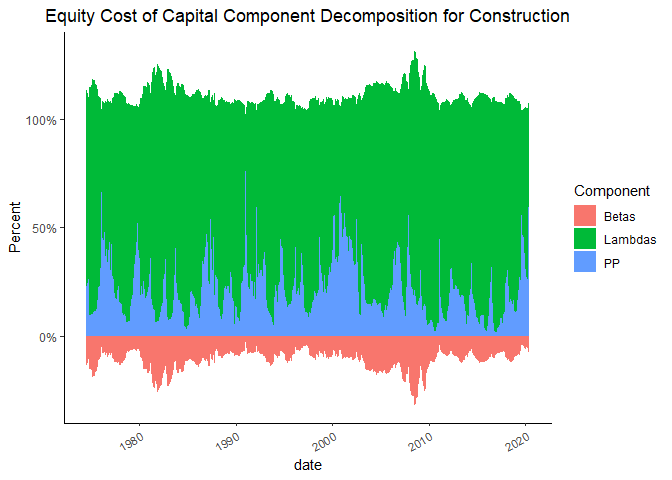 Equity Cost of Capital Component Decomposition for Construction
Percent
100%
50%
0%
1980
1990
2000
2010
2020
date
Component
Betas
Lambdas
PP